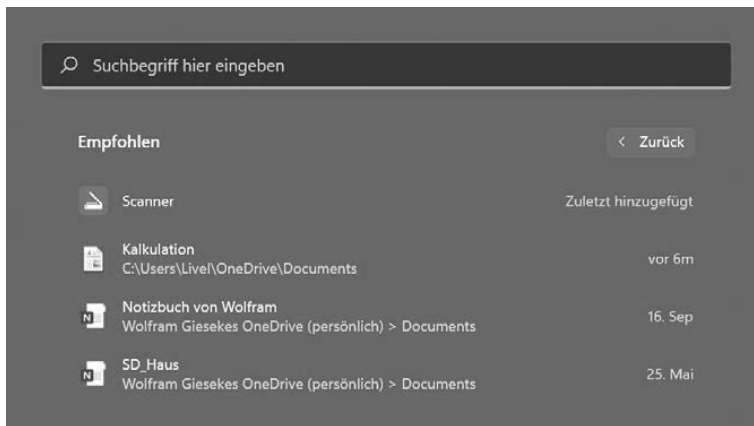 Suchbegriff hier eingeben
Empfohlen
Zurück
Scanner
Zuletzt hinzugefügt
Kalkulation
C:\Users\Livel\OneDrive\Documents
vor 6m
Notizbuch von Wolfram
Wolfram Giesekes OneDrive (persönlich) > Documents
16. Sep
SD_Haus
Wolfram Giesekes OneDrive (persönlich) > Documents
25. Mai